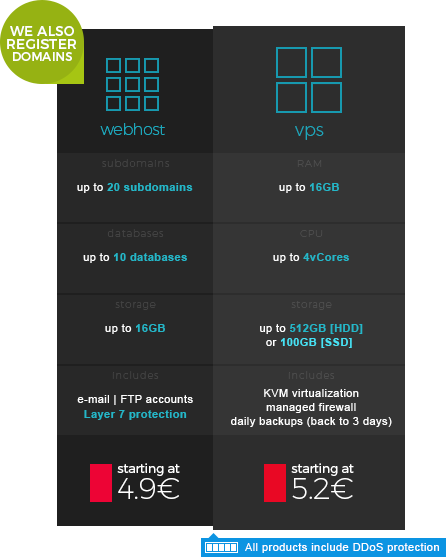 WE ALSO
REGISTER
DOMAINS
webhost
subdomains
up to 20 subdomains
databases
up to 10 databases
storage
up to 16GB
includes
e-mail | FTP accounts
Layer 7 protection
starting at
4.9€
vps
RAM
up to 16GB
CPU
up to 4vCores
storage
up to 512GB [HDD]
or 100GB [SSD]
includes
KVM virtualization
managed firewall
daily backups (back to 3 days)
starting at
5.2€
All products include DDoS protection